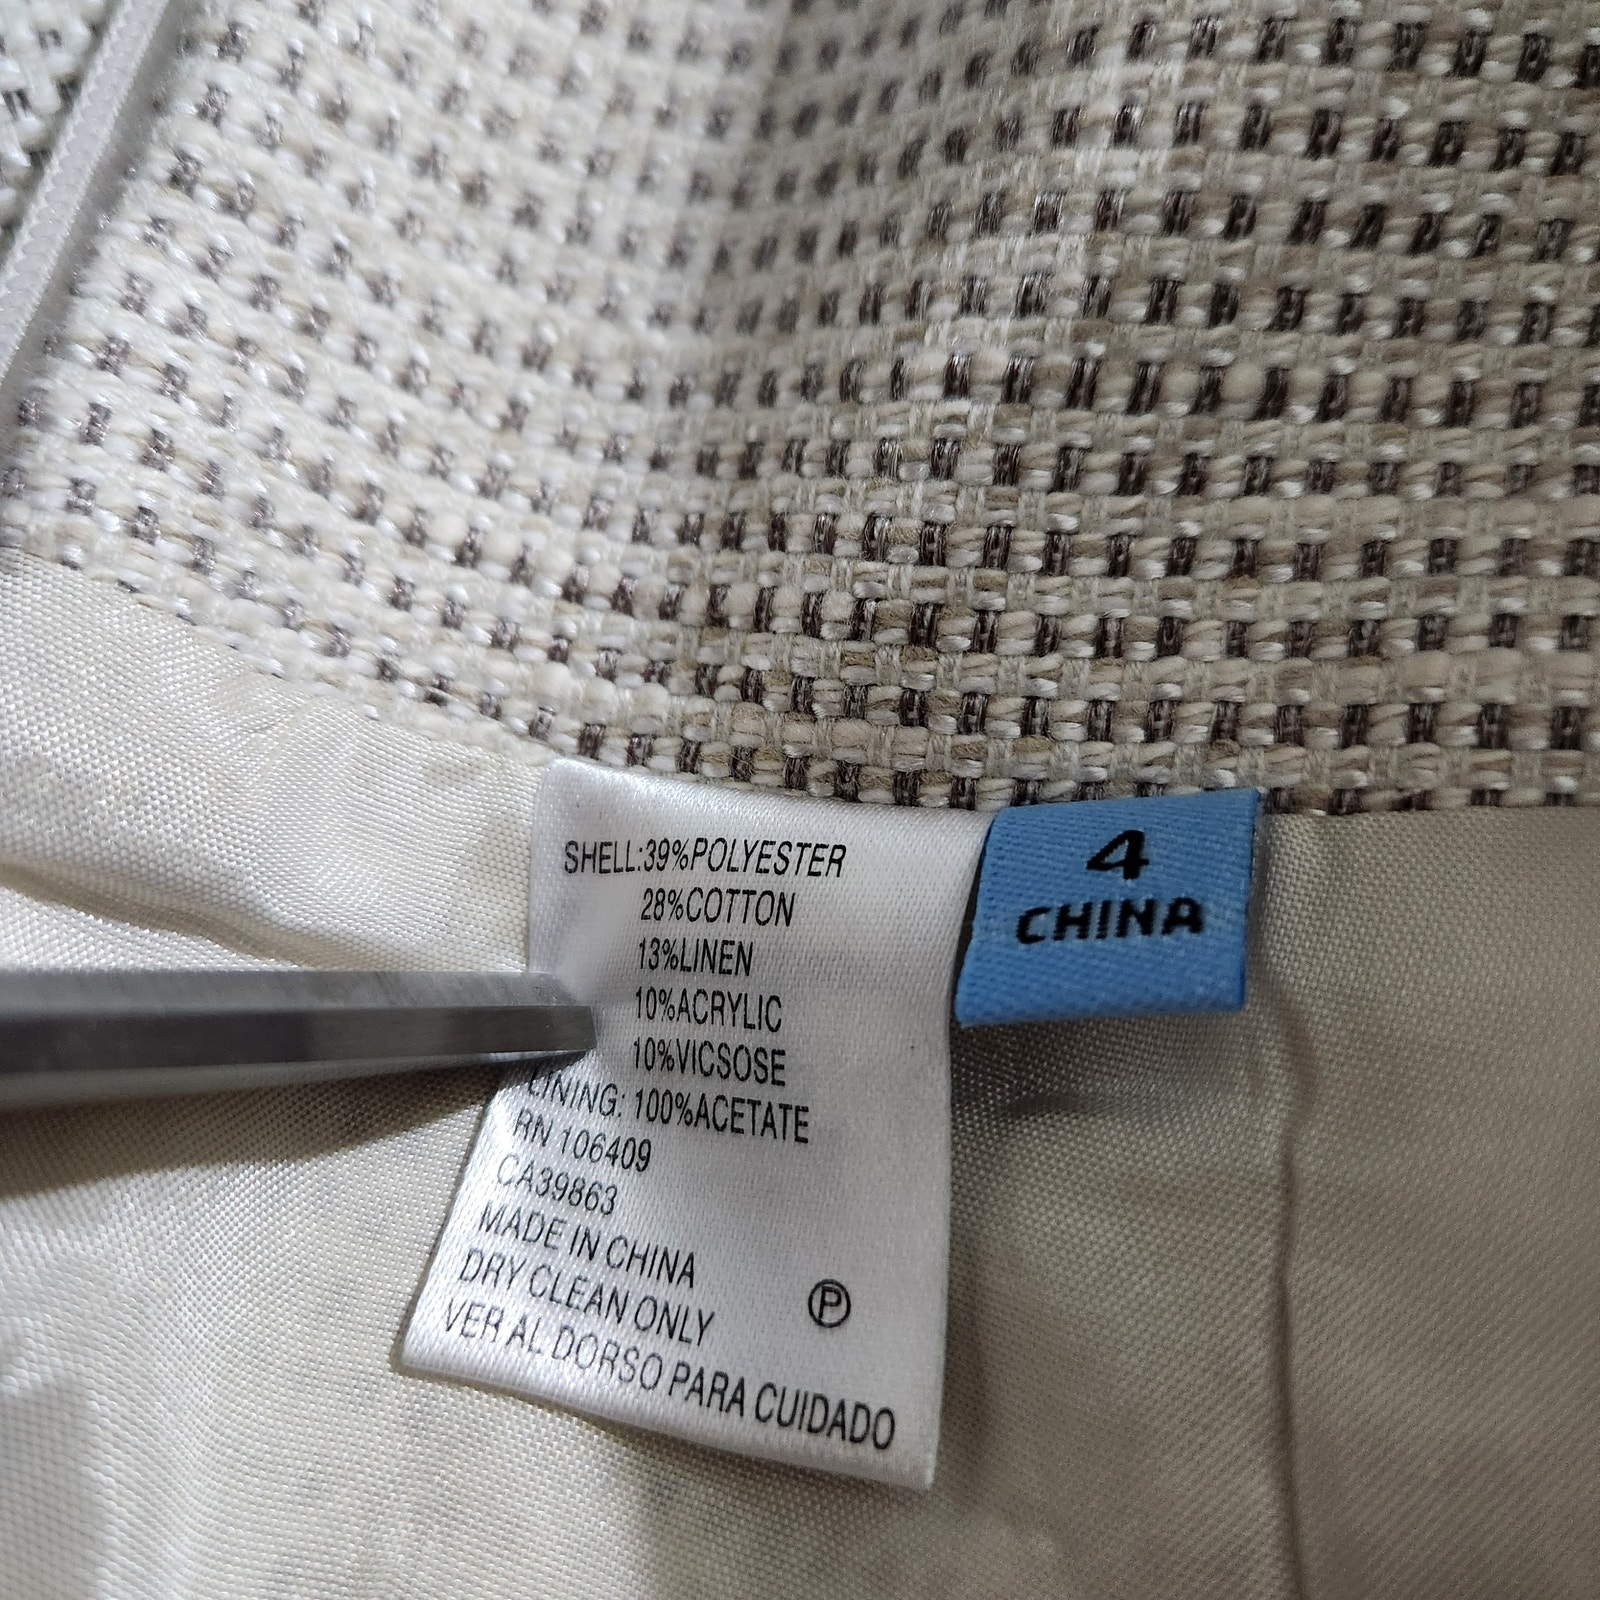 SHELL:39%POLYESTER
28%COTTON
13%LINEN
10%ACRYLIC
10%VICSOSE
LINING: 100%ACETATE
RN 106409
CA39863
MADE IN CHINA
DRY CLEAN ONLY
P
VER AL DORSO PARA CUIDADO
4
CHINA